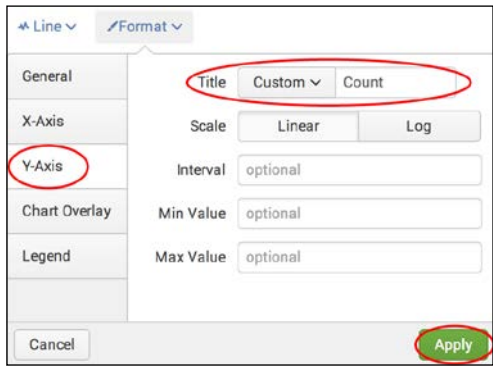 Line Format
General
X-Axis
Y-Axis
Chart Overlay
Legend
Title Custom Count
Scale Linear Log
Interval optional
Min Value optional
Max Value optional
Cancel Apply